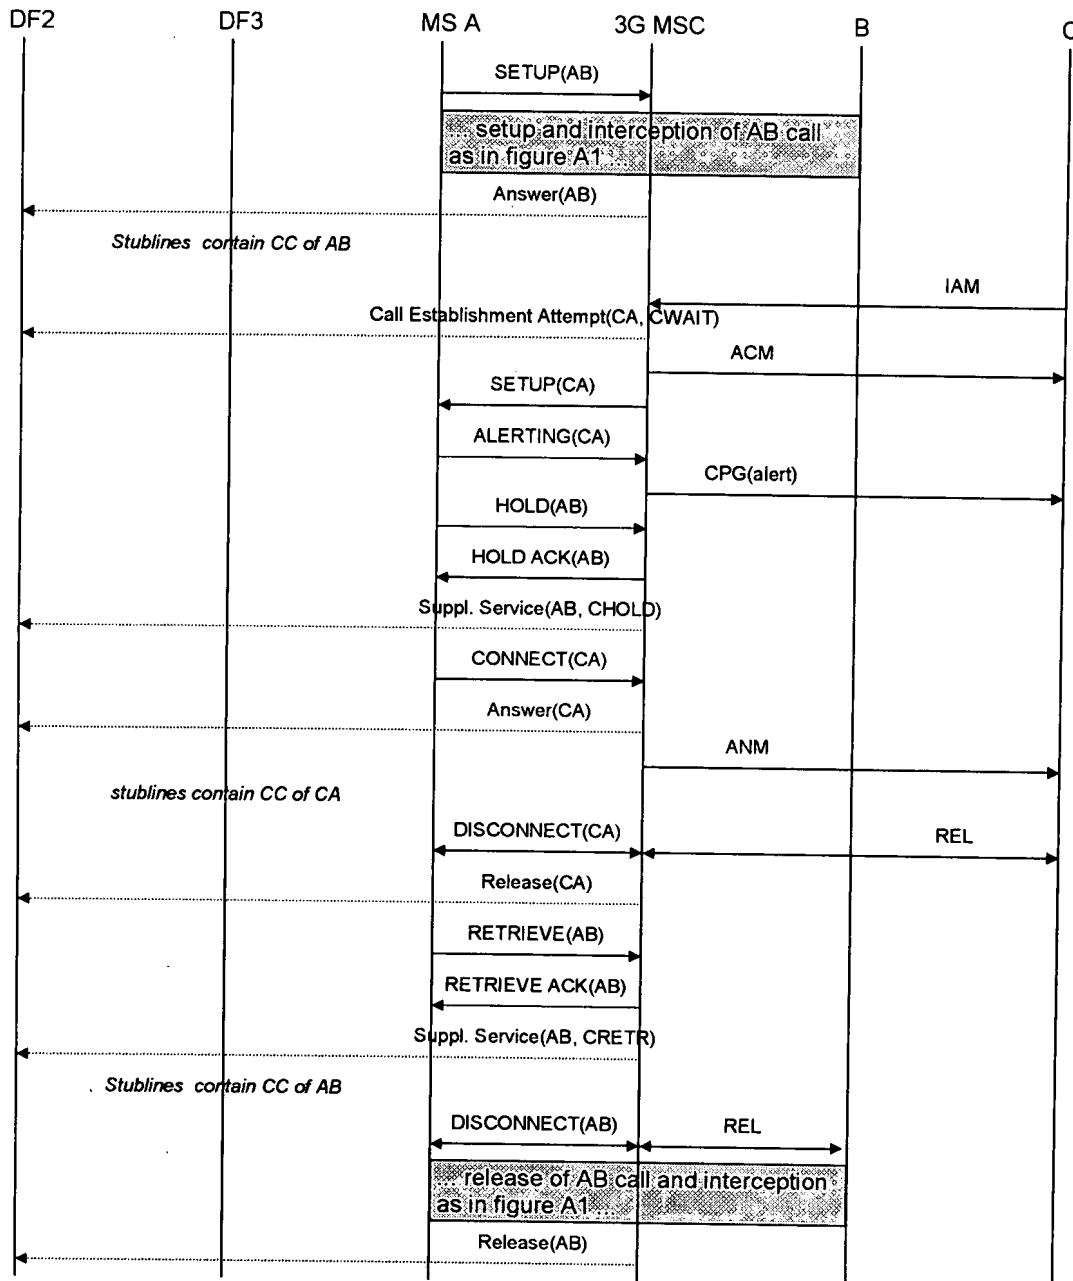 DF2 DF3 MS A 3G MSC B C
SETUP(AB)
... setup and interception of AB call
as in figure A1 ...
Answer(AB)
Stublines contain CC of AB
IAM
Call Establishment Attempt(CA, CWAIT)
ACM
SETUP(CA)
ALERTING(CA)
CPG(alert)
HOLD(AB)
HOLD ACK(AB)
Suppl. Service(AB, CHOLD)
CONNECT(CA)
Answer(CA)
ANM
stublines contain CC of CA
DISCONNECT(CA) REL
Release(CA)
RETRIEVE(AB)
RETRIEVE ACK(AB)
Suppl. Service(AB, CRETR)
Stublines contain CC of AB
DISCONNECT(AB) REL
... release of AB call and interception
as in figure A1 ...
Release(AB)